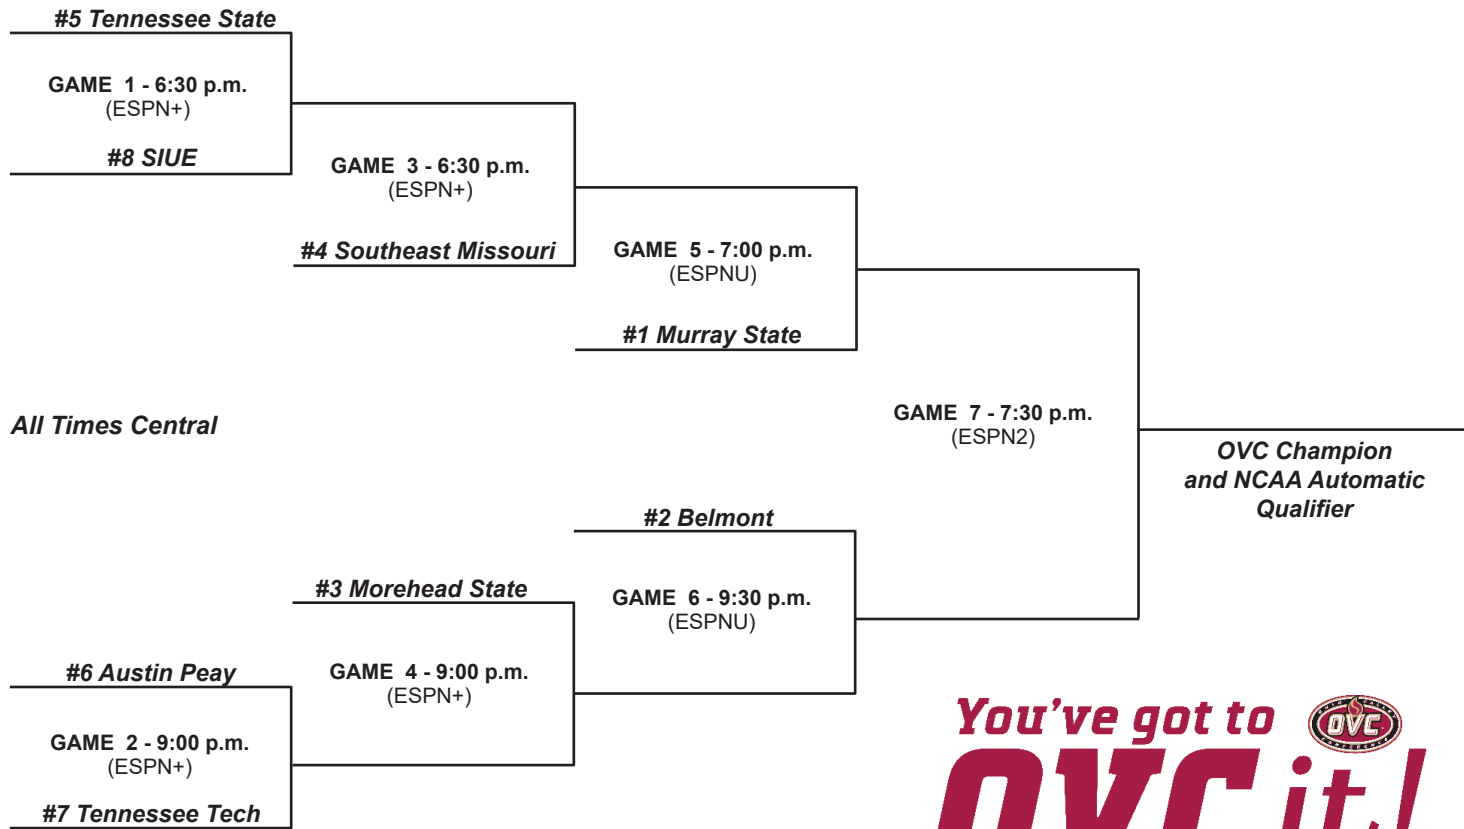 #5 Tennessee State
GAME 1 - 6:30 p.m.
(ESPN+)
#8 SIUE
GAME 3 - 6:30 p.m.
(ESPN+)
#4 Southeast Missouri
GAME 5 - 7:00 p.m.
(ESPNU)
#1 Murray State
All Times Central
GAME 7 - 7:30 p.m.
(ESPN2)
OVC Champion
and NCAA Automatic
Qualifier
#2 Belmont
#3 Morehead State
GAME 6 - 9:30 p.m.
(ESPNU)
#6 Austin Peay
GAME 4 - 9:00 p.m.
(ESPN+)
GAME 2 - 9:00 p.m.
(ESPN+)
#7 Tennessee Tech
You've got to
OVC it!
OHIO VALLEY
OVC
CONFERENCE